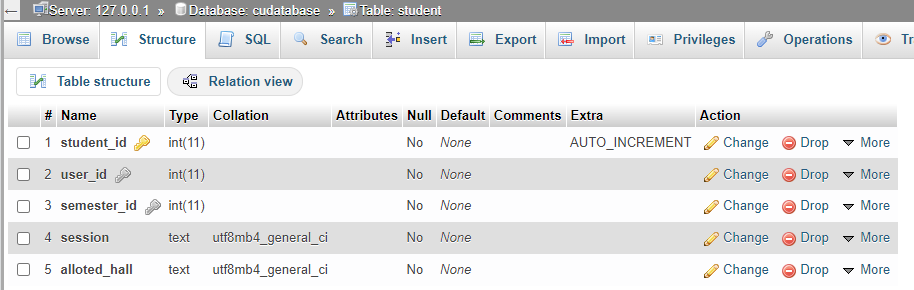 Server: 127.0.0.1 » Database: cudatabase » Table: student
Browse Structure SQL Search Insert Export Import Privileges Operations Tr
Table structure Relation view
# Name Type Collation Attributes Null Default Comments Extra Action
1 student_id int(11) No None AUTO_INCREMENT Change Drop More
2 user_id int(11) No None Change Drop More
3 semester_id int(11) No None Change Drop More
4 session text utf8mb4_general_ci No None Change Drop More
5 alloted_hall text utf8mb4_general_ci No None Change Drop More